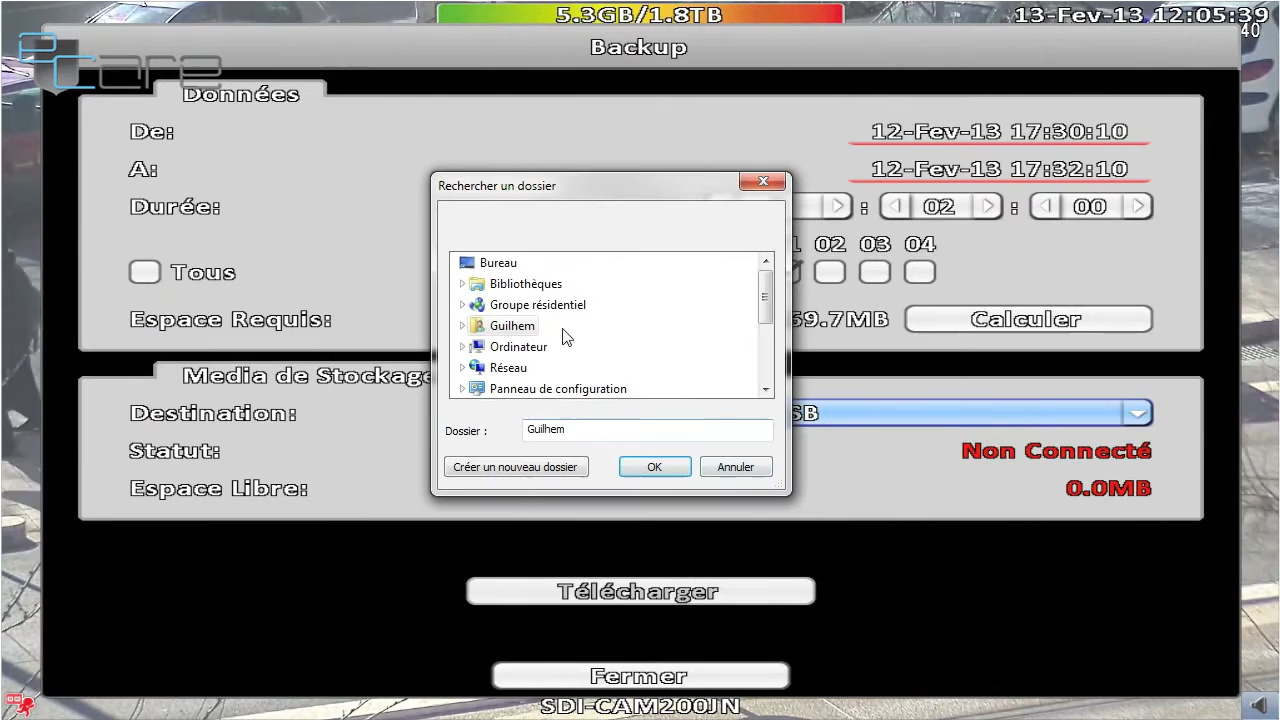 5.3GB/1.8TB
13-Fev-13 12:05:39
40
ecare
Backup
Données
De:
12-Fev-13 17:30:10
A:
12-Fev-13 17:32:10
Durée:
: 02 : 00
02 03 04
Tous
Espace Requis:
69.7MB
Calculer
Rechercher un dossier
Bureau
Bibliothèques
Groupe résidentiel
Guilhem
Ordinateur
Réseau
Panneau de configuration
Dossier : Guilhem
Créer un nouveau dossier
OK
Annuler
Media de Stockage
Destination:
SB
Statut:
Non Connecté
Espace Libre:
0.0MB
Télécharger
Fermer
SDI-CAM200JN